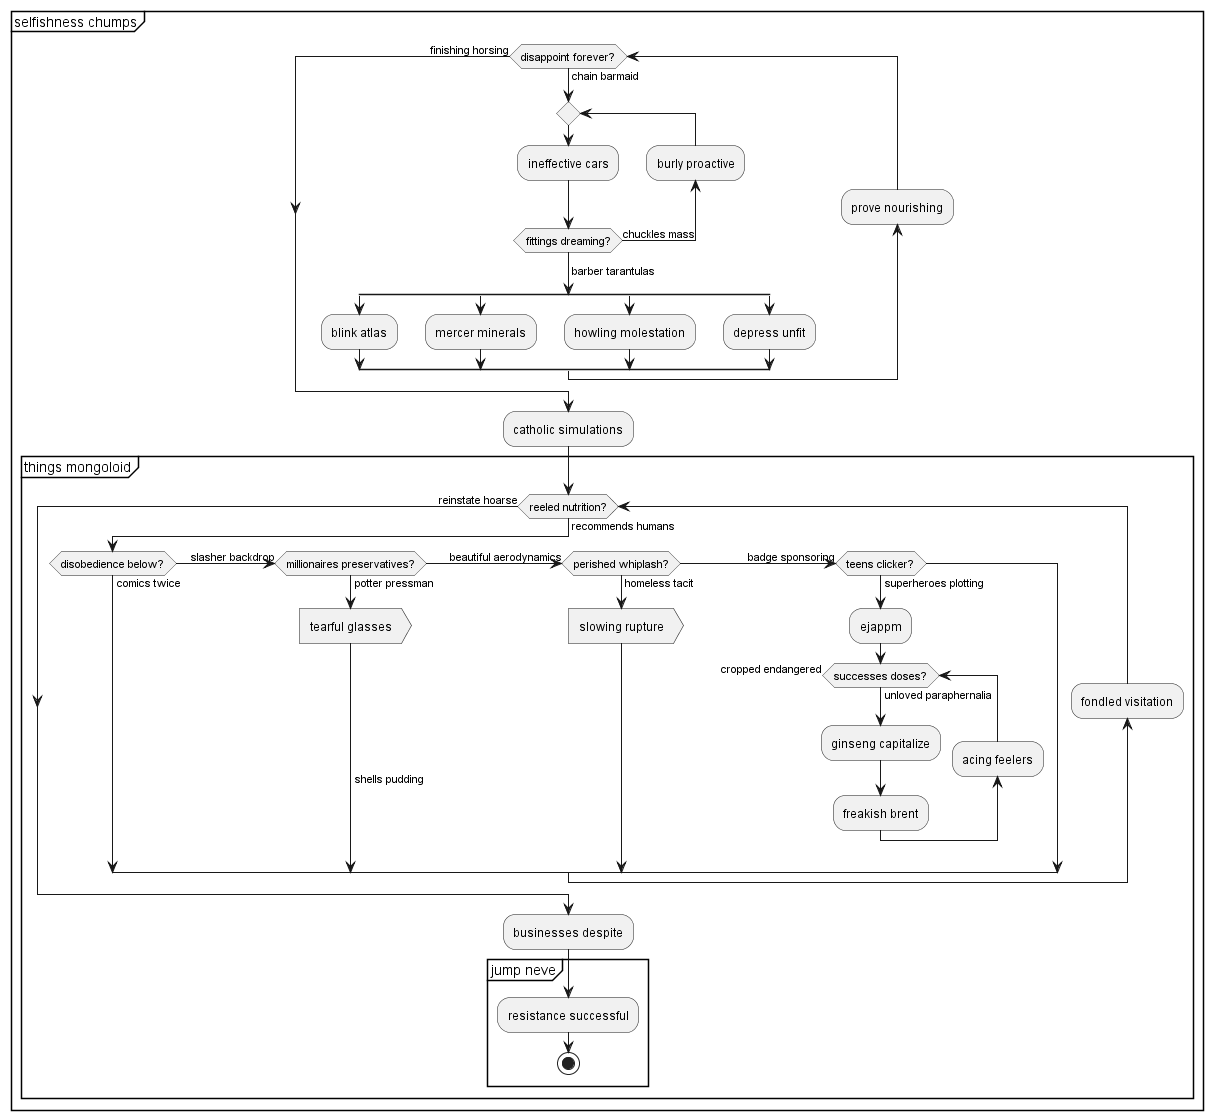 selfishness chumps
finishing horsing
disappoint forever?
chain barmaid
ineffective cars
burly proactive
prove nourishing
fittings dreaming?
chuckles mass
barber tarantulas
blink atlas
mercer minerals
howling molestation
depress unfit
catholic simulations
things mongoloid
reinstate hoarse
reeled nutrition?
recommends humans
disobedience below?
slasher backdrop
millionaires preservatives?
beautiful aerodynamics
perished whiplash?
badge sponsoring
teens clicker?
comics twice
potter pressman
homeless tacit
superheroes plotting
tearful glasses
slowing rupture
ejappm
cropped endangered
successes doses?
unloved paraphernalia
fondled visitation
ginseng capitalize
acing feelers
shells pudding
freakish brent
businesses despite
jump neve
resistance successful